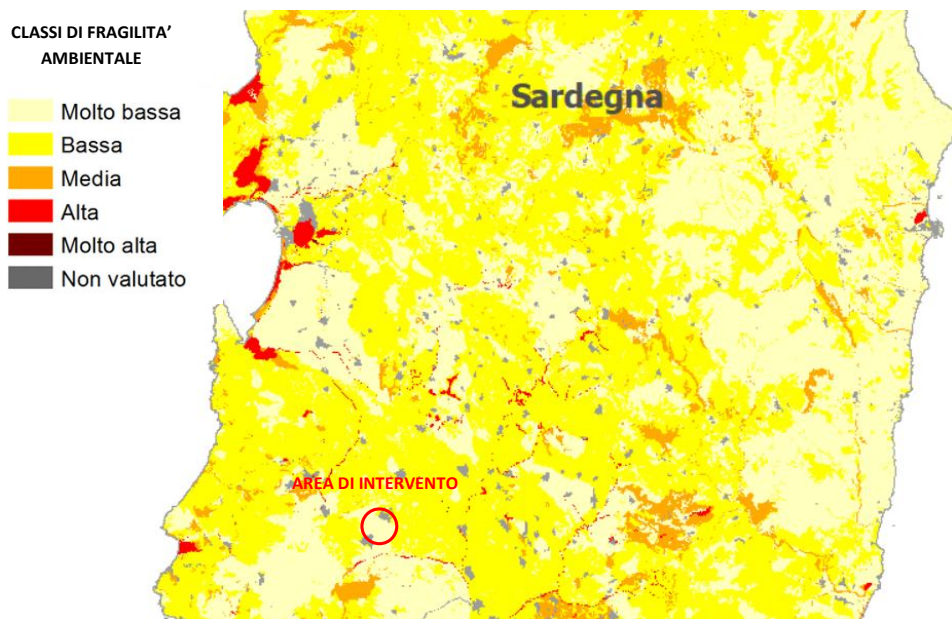 CLASSI DI FRAGILITA’
AMBIENTALE
Molto bassa
Bassa
Media
Alta
Molto alta
Non valutato
Sardegna
AREA DI INTERVENTO